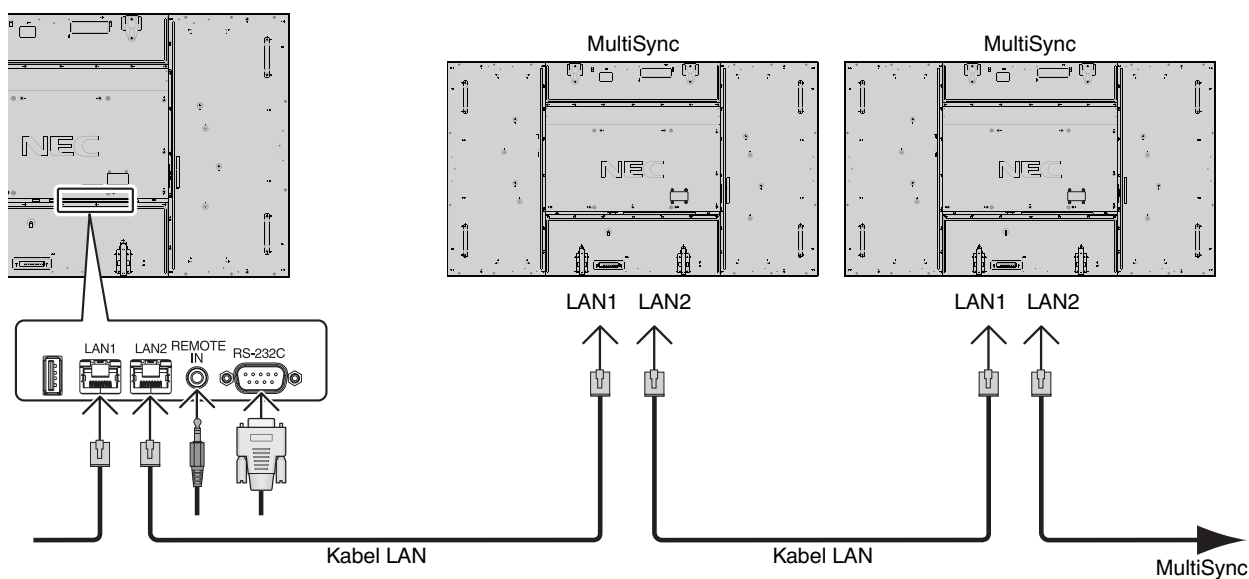 MultiSync
MultiSync
NEC
NEC
NEC
LAN1 LAN2
LAN1 LAN2
LAN1
LAN2
REMOTE
IN
RS-232C
Kabel LAN
Kabel LAN
MultiSync